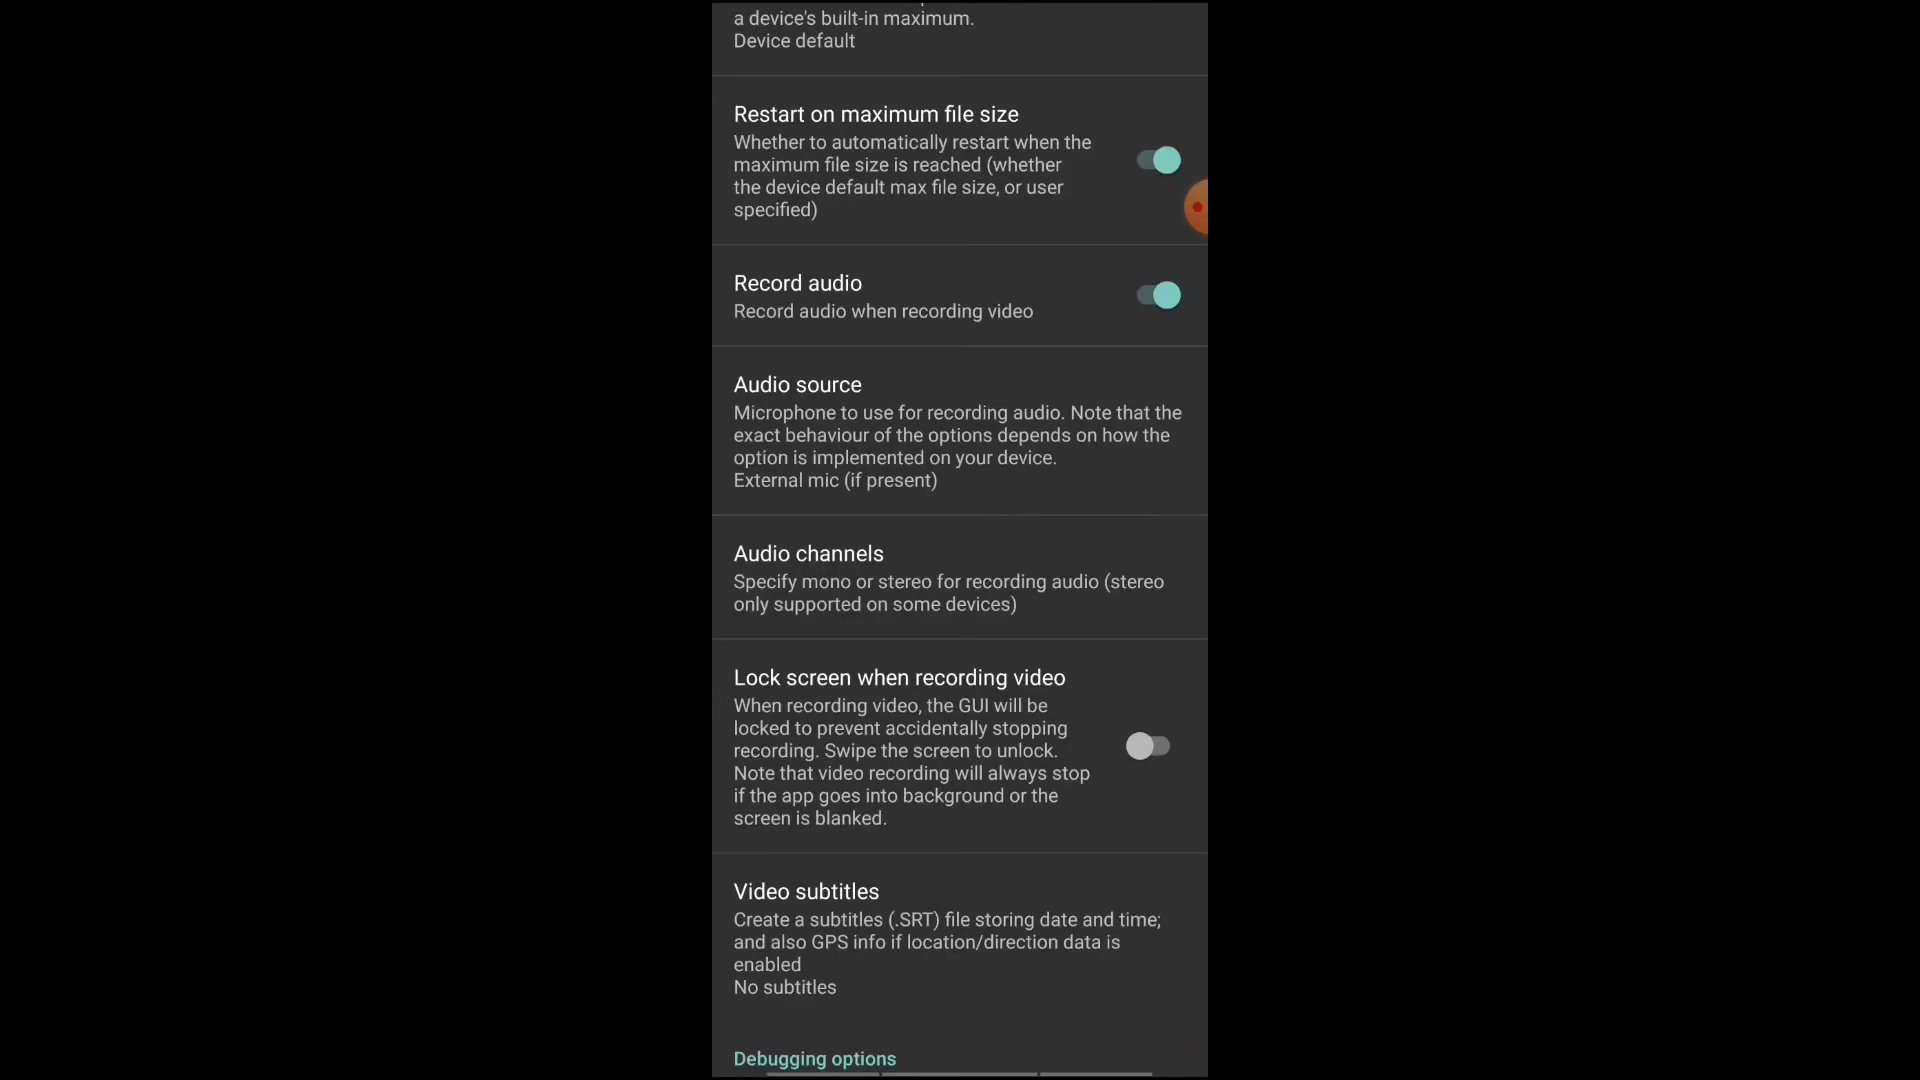 a device's built-in maximum.
Device default
Restart on maximum file size
Whether to automatically restart when the
maximum file size is reached (whether
the device default max file size, or user
specified)
Record audio
Record audio when recording video
Audio source
Microphone to use for recording audio. Note that the
exact behaviour of the options depends on how the
option is implemented on your device.
External mic (if present)
Audio channels
Specify mono or stereo for recording audio (stereo
only supported on some devices)
Lock screen when recording video
When recording video, the GUI will be
locked to prevent accidentally stopping
recording. Swipe the screen to unlock.
Note that video recording will always stop
if the app goes into background or the
screen is blanked.
Video subtitles
Create a subtitles (.SRT) file storing date and time;
and also GPS info if location/direction data is
enabled
No subtitles
Debugging options